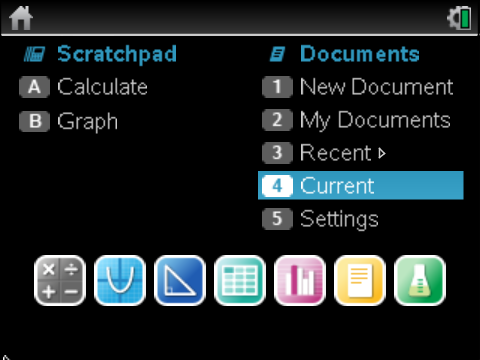 Scratchpad
A Calculate
B Graph
Documents
1 New Document
2 My Documents
3 Recent ▹
4 Current
5 Settings
× ÷ + −